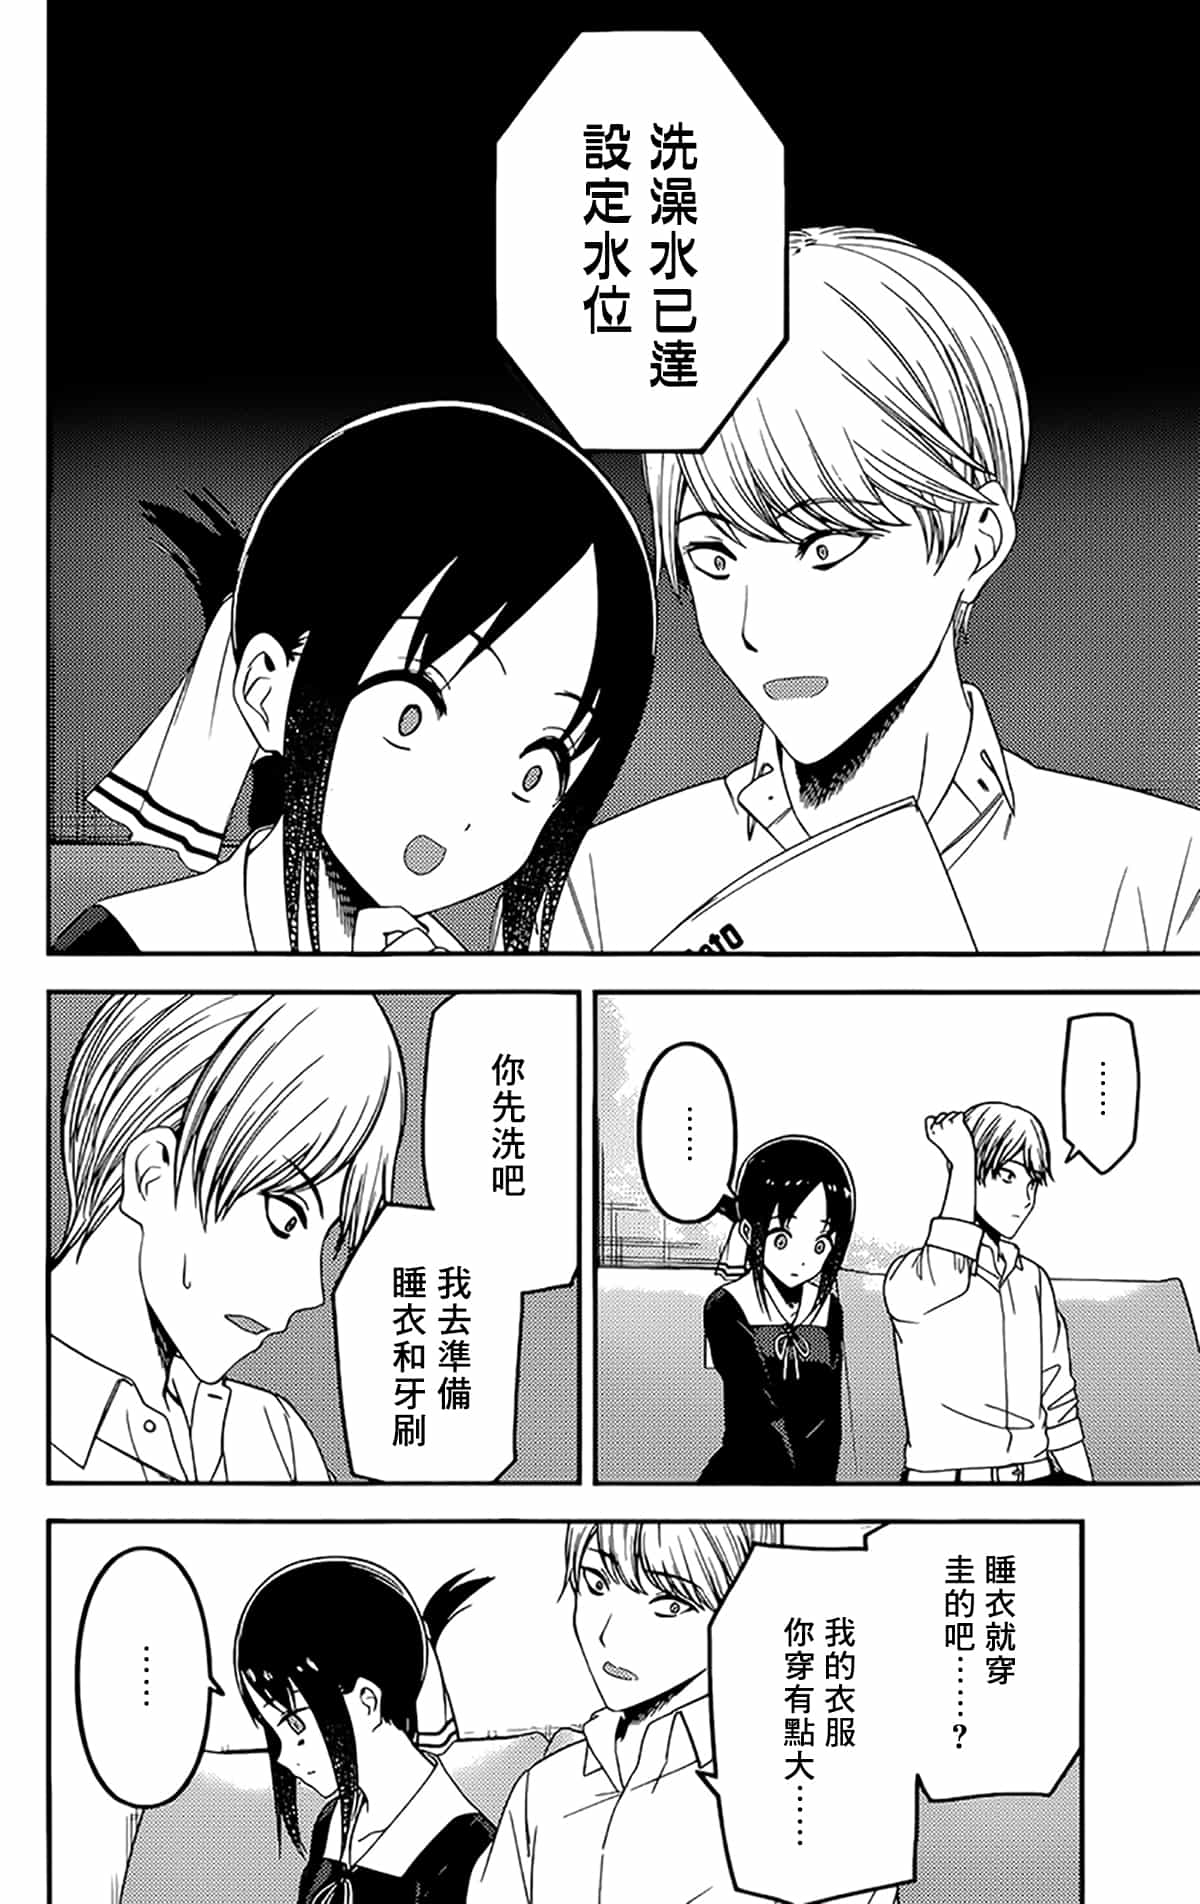 洗澡水已達
設定水位
……
……
你先洗吧
我去準備
睡衣和牙刷
睡衣就穿
圭的吧……?
我的衣服
你穿有點大……
……